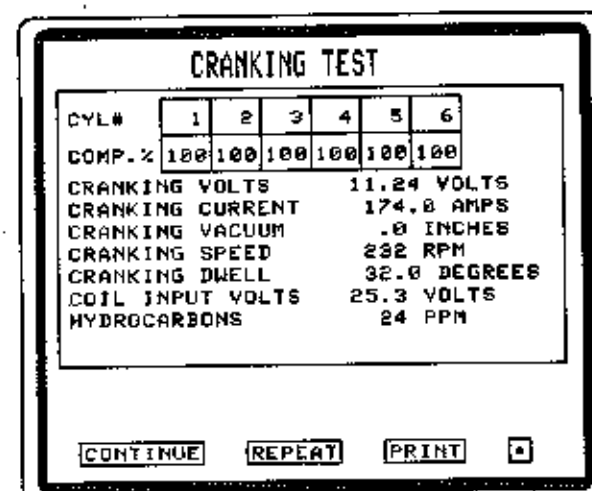 CRANKING TEST
CYL# 1 2 3 4 5 6
COMP.% 100 100 100 100 100 100
CRANKING VOLTS 11.24 VOLTS
CRANKING CURRENT 174.0 AMPS
CRANKING VACUUM .0 INCHES
CRANKING SPEED 232 RPM
CRANKING DWELL 32.0 DEGREES
COIL INPUT VOLTS 25.3 VOLTS
HYDROCARBONS 24 PPM
CONTINUE REPEAT PRINT